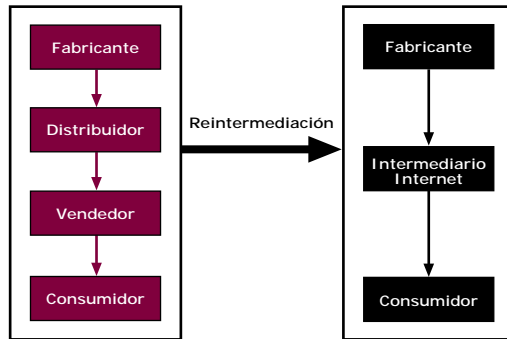 Fabricante
Distribuidor
Vendedor
Consumidor
Reintermediación
Fabricante
Intermediario
Internet
Consumidor